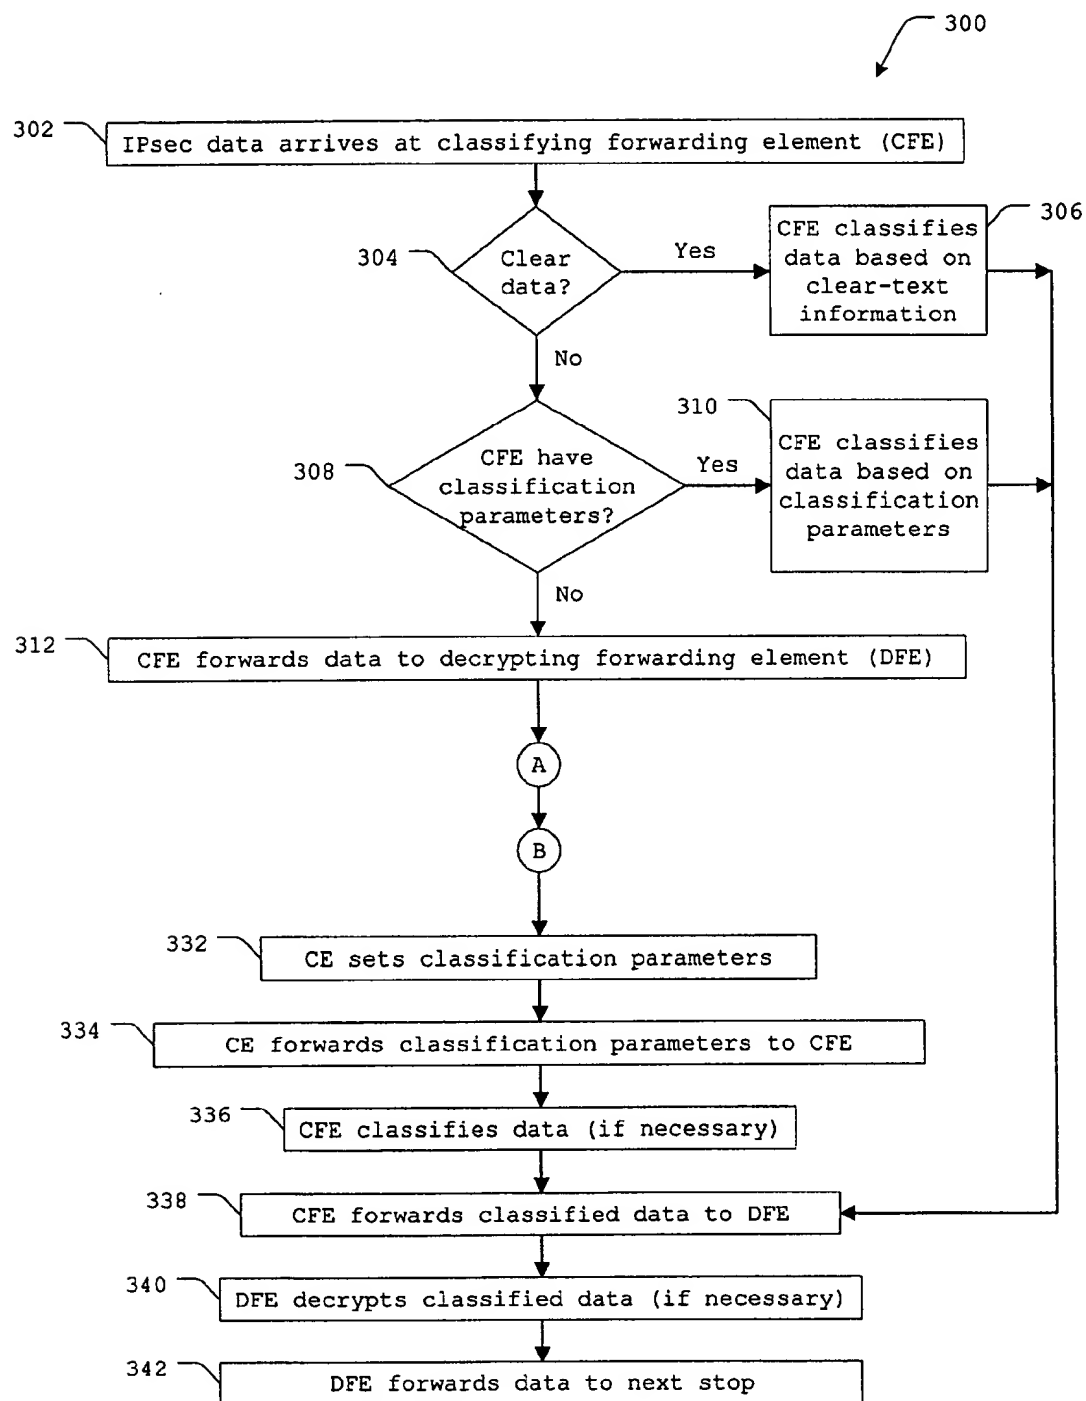 300
302
IPsec data arrives at classifying forwarding element (CFE)
304
Clear
data?
Yes
CFE classifies
data based on
clear-text
information
306
No
308
CFE have
classification
parameters?
Yes
310
CFE classifies
data based on
classification
parameters
No
312
CFE forwards data to decrypting forwarding element (DFE)
A
B
332
CE sets classification parameters
334
CE forwards classification parameters to CFE
336
CFE classifies data (if necessary)
338
CFE forwards classified data to DFE
340
DFE decrypts classified data (if necessary)
342
DFE forwards data to next stop